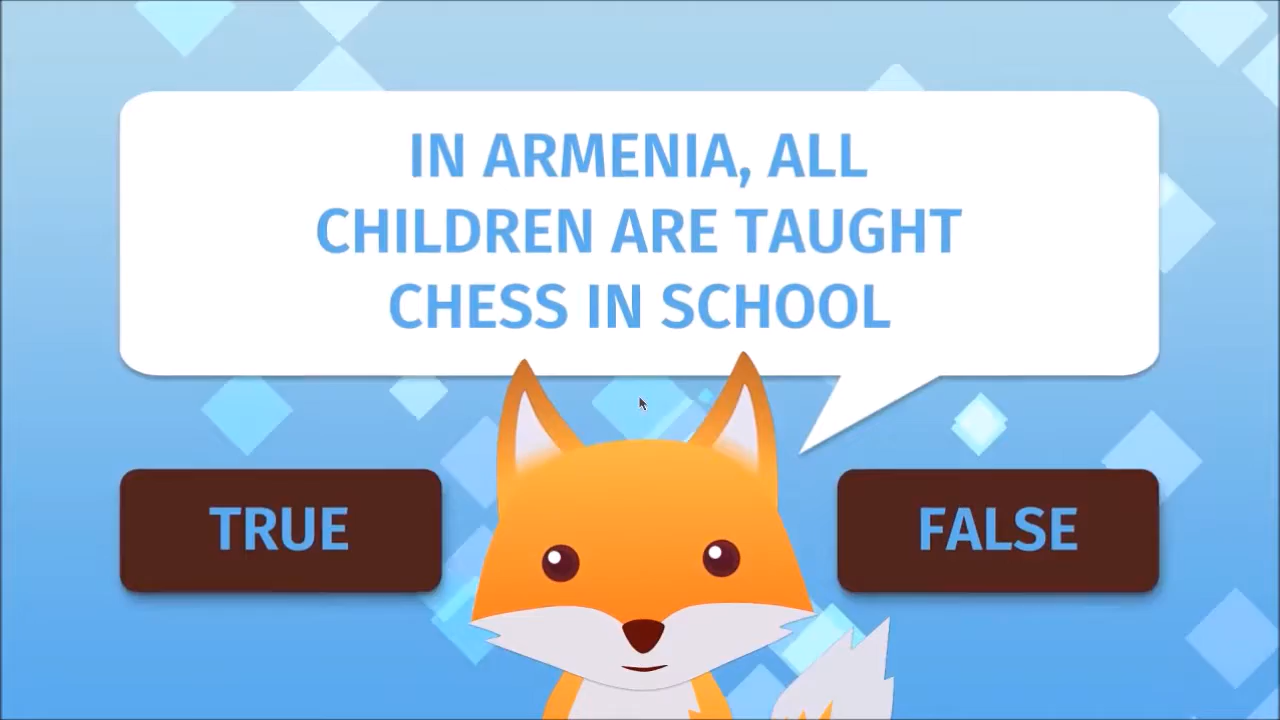 IN ARMENIA, ALL
CHILDREN ARE TAUGHT
CHESS IN SCHOOL
TRUE
FALSE